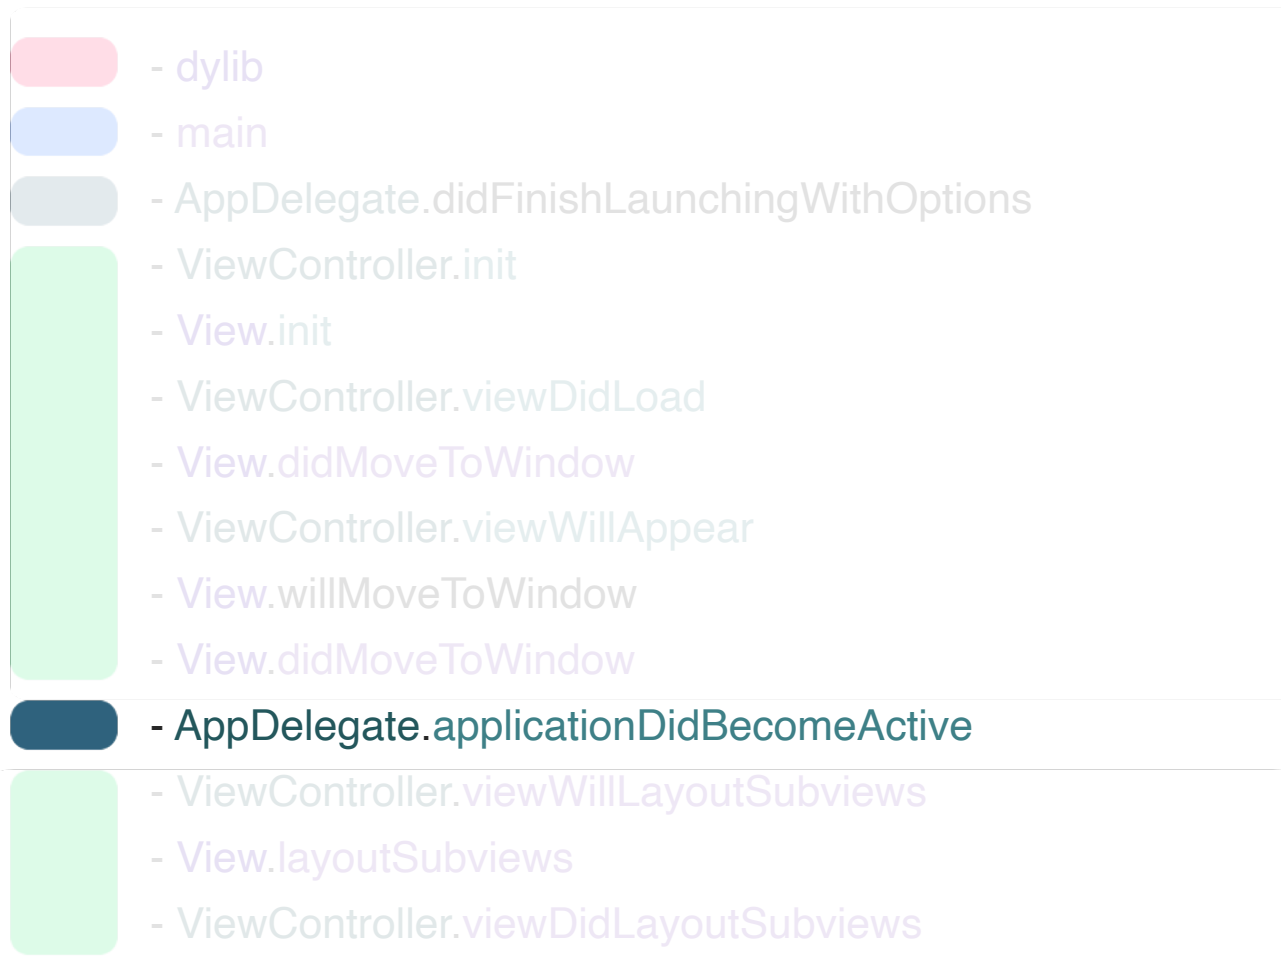 - dylib
- main
- AppDelegate.didFinishLaunchingWithOptions
- ViewController.init
- View.init
- ViewController.viewDidLoad
- View.didMoveToWindow
- ViewController.viewWillAppear
- View.willMoveToWindow
- View.didMoveToWindow
- AppDelegate.applicationDidBecomeActive
- ViewController.viewWillLayoutSubviews
- View.layoutSubviews
- ViewController.viewDidLayoutSubviews